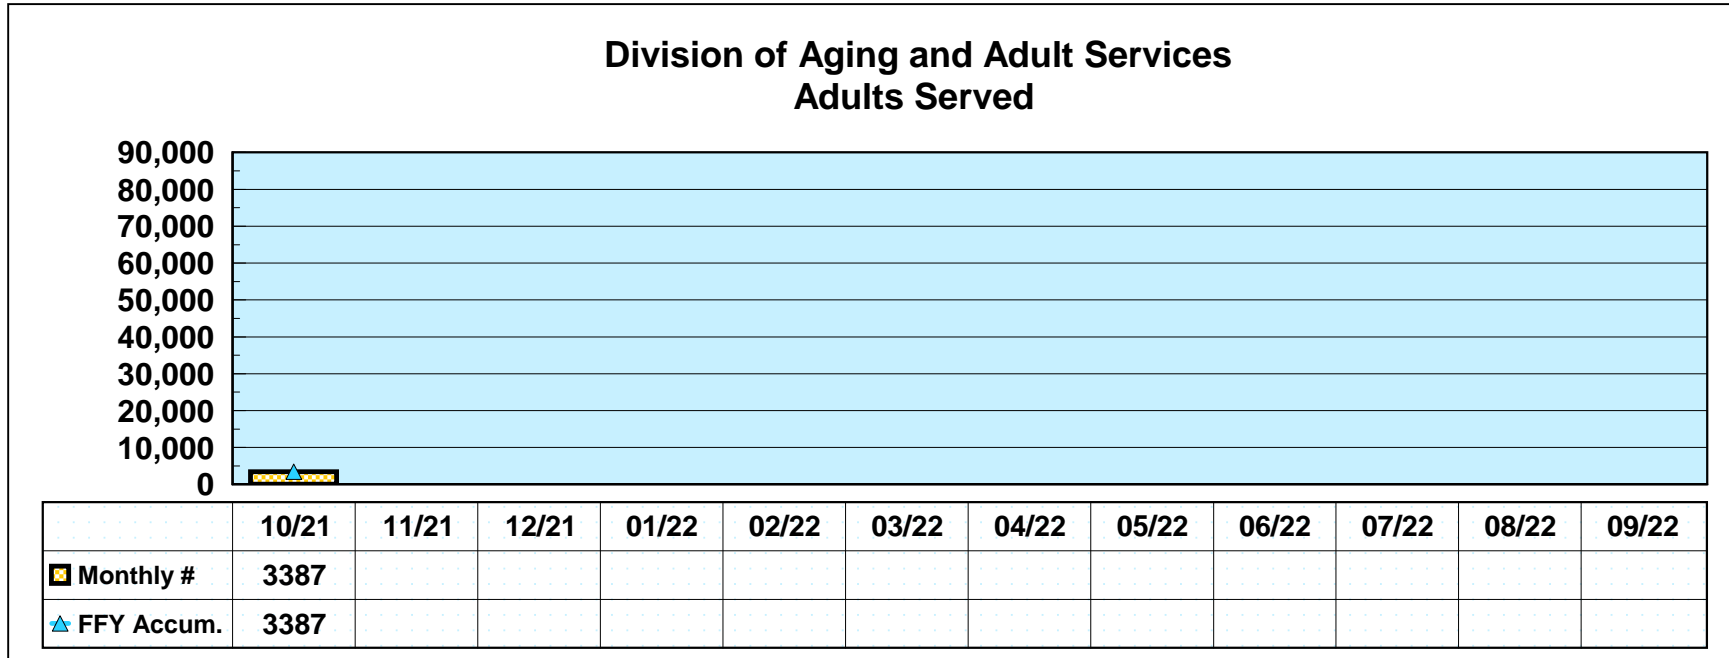 Division of Aging and Adult Services
Adults Served
90,000
80,000
70,000
60,000
50,000
40,000
30,000
20,000
10,000
0
10/21 11/21 12/21 01/22 02/22 03/22 04/22 05/22 06/22 07/22 08/22 09/22
Monthly # 3387
FFY Accum. 3387